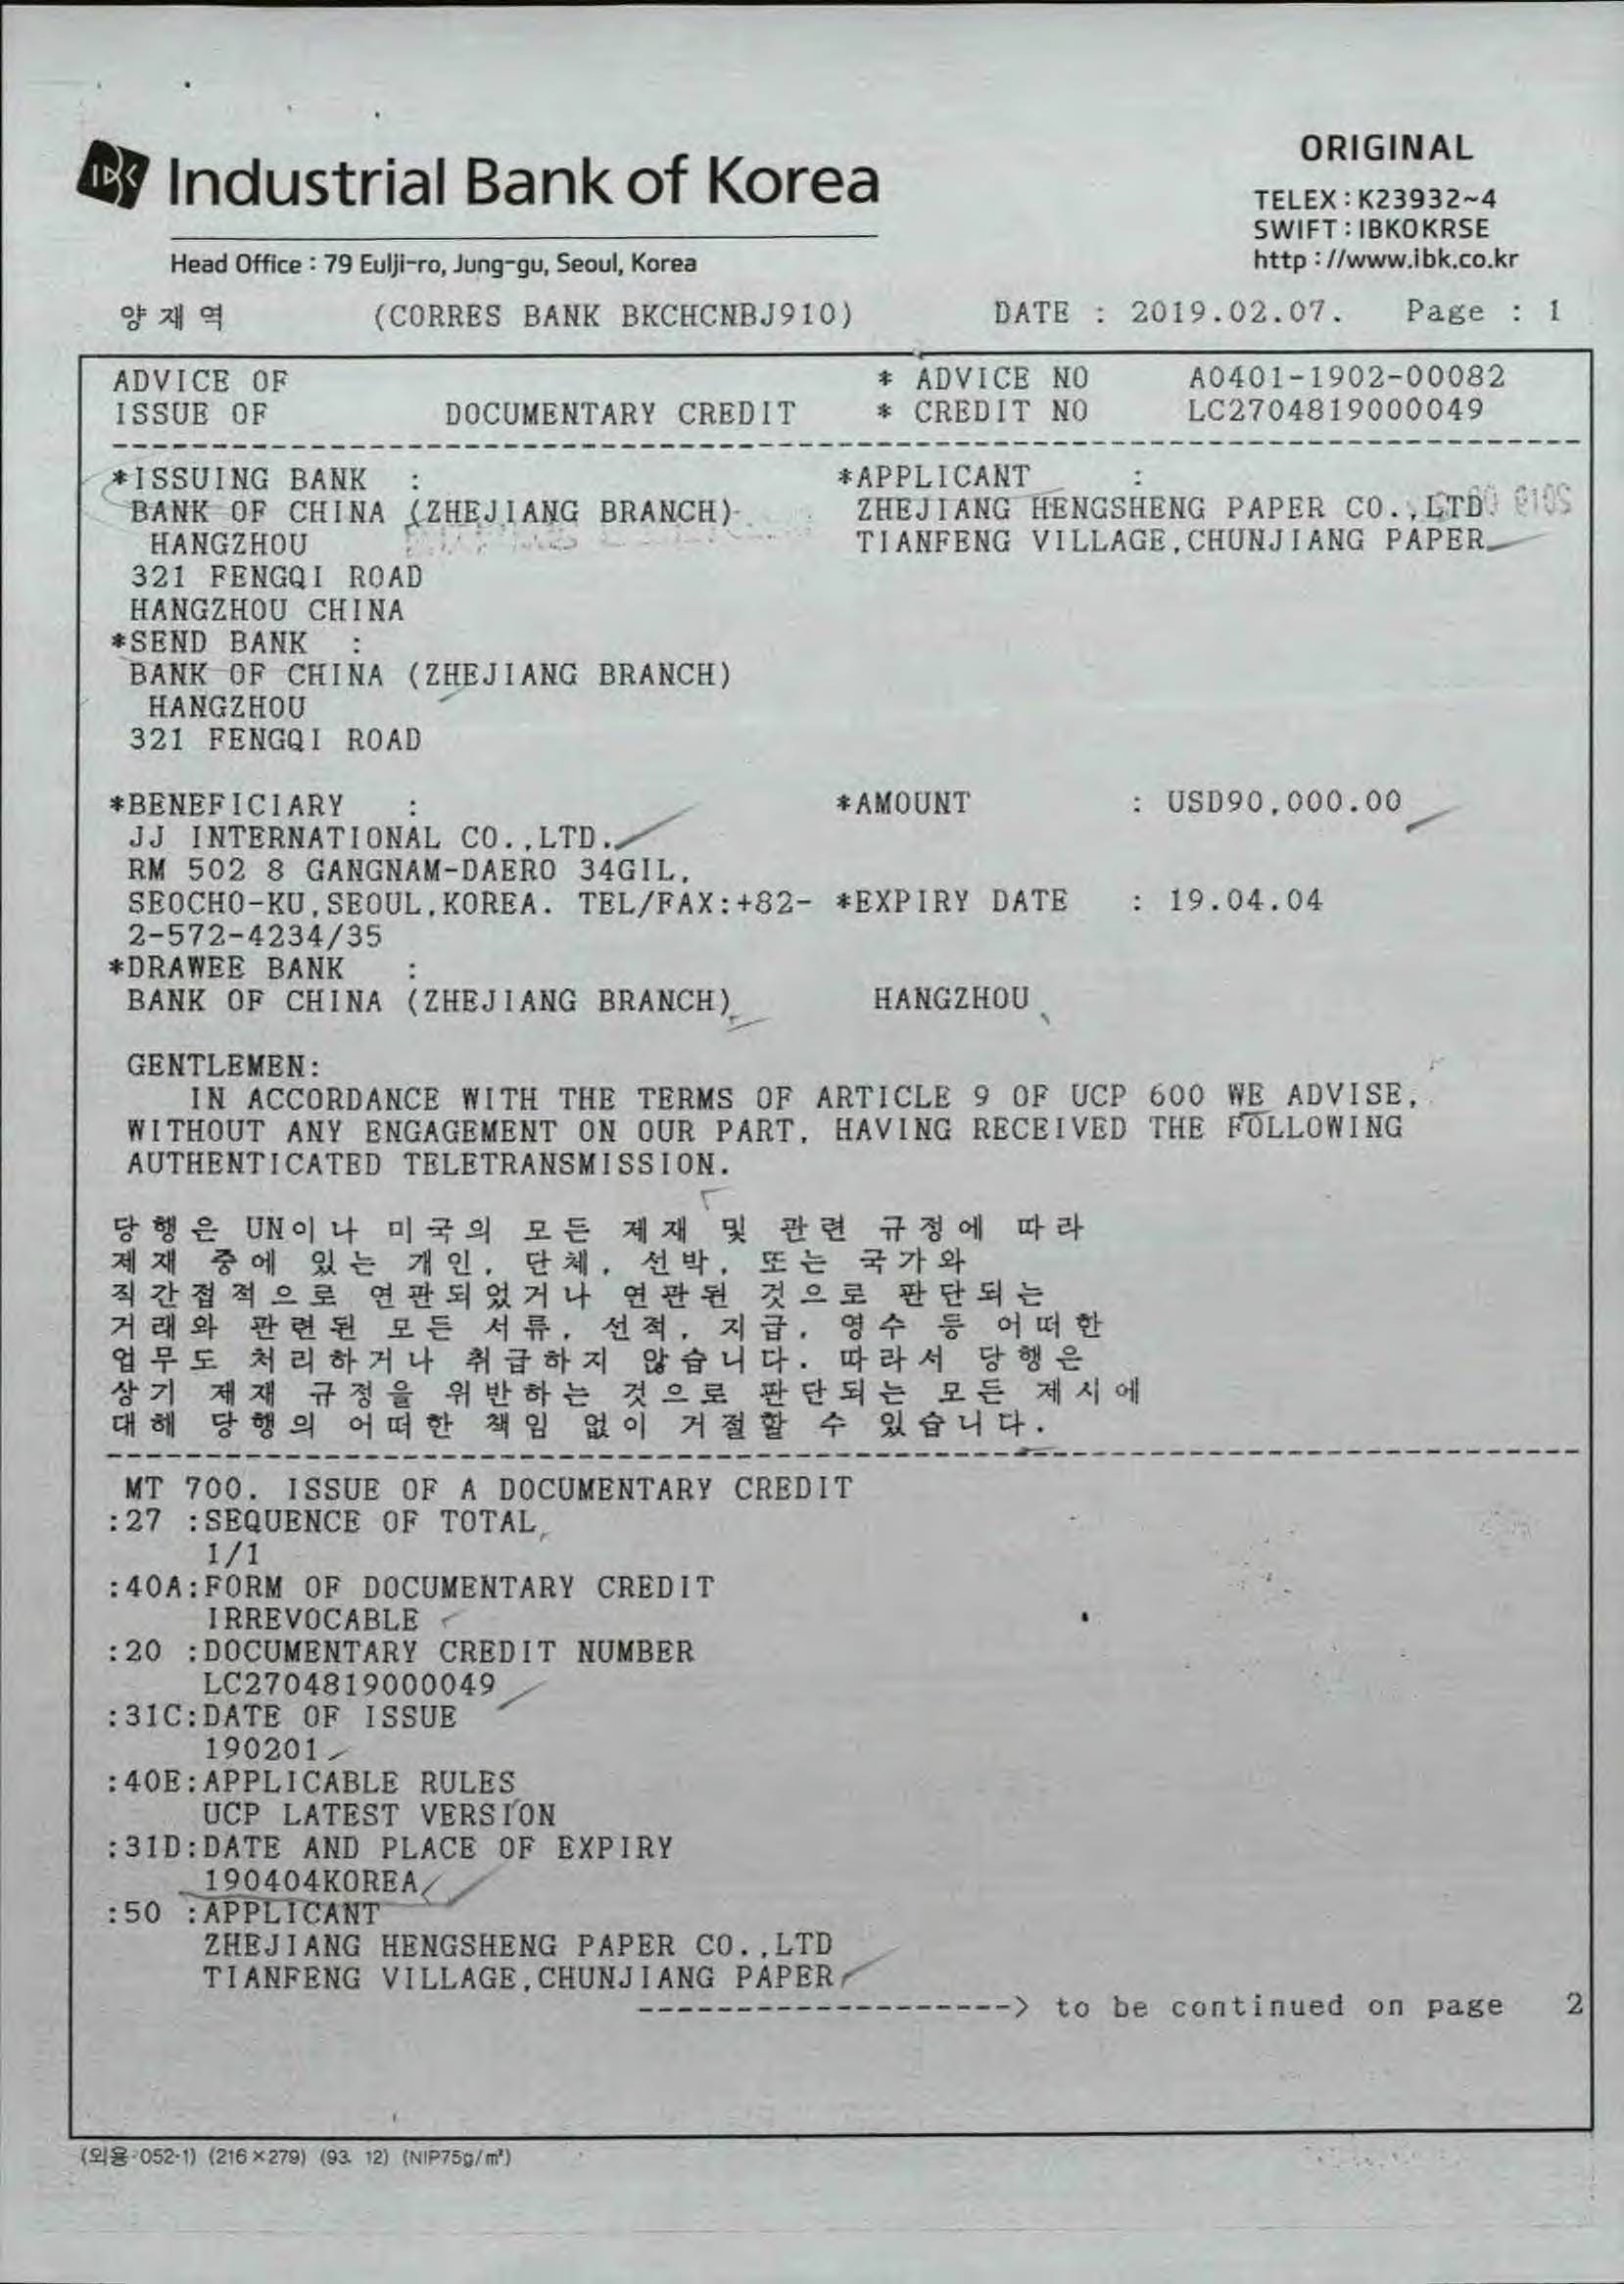 IBK Industrial Bank of Korea
ORIGINAL
TELEX : K23932~4
SWIFT : IBKOKRSE
http : //www.ibk.co.kr
Head Office : 79 Eulji-ro, Jung-gu, Seoul, Korea
양재역 (CORRES BANK BKCHCNBJ910) DATE : 2019.02.07. Page : 1
ADVICE OF * ADVICE NO A0401-1902-00082
ISSUE OF DOCUMENTARY CREDIT * CREDIT NO LC2704819000049
*ISSUING BANK : *APPLICANT :
BANK OF CHINA (ZHEJIANG BRANCH) ZHEJIANG HENGSHENG PAPER CO.,LTD
HANGZHOU TIANFENG VILLAGE,CHUNJIANG PAPER
321 FENGQI ROAD
HANGZHOU CHINA
*SEND BANK :
BANK OF CHINA (ZHEJIANG BRANCH)
HANGZHOU
321 FENGQI ROAD
*BENEFICIARY : *AMOUNT : USD90,000.00
JJ INTERNATIONAL CO.,LTD.
RM 502 8 GANGNAM-DAERO 34GIL,
SEOCHO-KU,SEOUL,KOREA. TEL/FAX:+82- *EXPIRY DATE : 19.04.04
2-572-4234/35
*DRAWEE BANK :
BANK OF CHINA (ZHEJIANG BRANCH) HANGZHOU
GENTLEMEN:
IN ACCORDANCE WITH THE TERMS OF ARTICLE 9 OF UCP 600 WE ADVISE,
WITHOUT ANY ENGAGEMENT ON OUR PART, HAVING RECEIVED THE FOLLOWING
AUTHENTICATED TELETRANSMISSION.
당행은 UN이나 미국의 모든 제재 및 관련 규정에 따라
제재 중에 있는 개인, 단체, 선박, 또는 국가와
직간접적으로 연관되었거나 연관된 것으로 판단되는
거래와 관련된 모든 서류, 선적, 지급, 영수 등 어떠한
업무도 처리하거나 취급하지 않습니다. 따라서 당행은
상기 제재 규정을 위반하는 것으로 판단되는 모든 제시에
대해 당행의 어떠한 책임 없이 거절할 수 있습니다.
MT 700. ISSUE OF A DOCUMENTARY CREDIT
:27 :SEQUENCE OF TOTAL
1/1
:40A:FORM OF DOCUMENTARY CREDIT
IRREVOCABLE
:20 :DOCUMENTARY CREDIT NUMBER
LC2704819000049
:31C:DATE OF ISSUE
190201
:40E:APPLICABLE RULES
UCP LATEST VERSION
:31D:DATE AND PLACE OF EXPIRY
190404KOREA
:50 :APPLICANT
ZHEJIANG HENGSHENG PAPER CO.,LTD
TIANFENG VILLAGE,CHUNJIANG PAPER
-------------------> to be continued on page 2
(외용·052-1) (216×279) (93. 12) (NIP75g/m²)